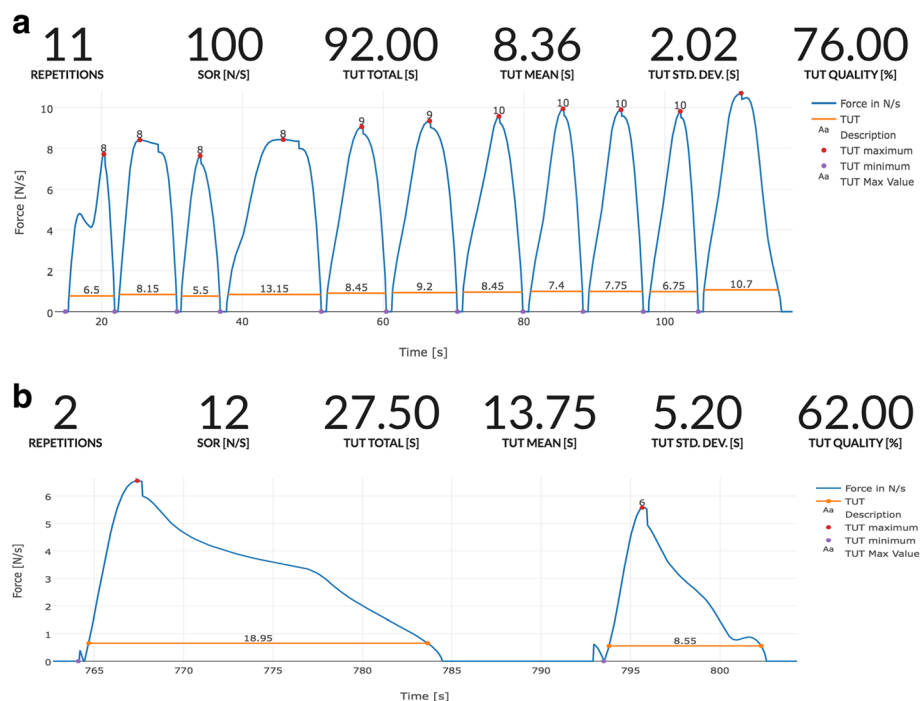 a
11 100 92.00 8.36 2.02 76.00
REPETITIONS SOR [N/S] TUT TOTAL [S] TUT MEAN [S] TUT STD. DEV. [S] TUT QUALITY [%]
8 8 8 8 9 9 10 10 10 10
Force in N/s
TUT
Aa Description
TUT maximum
TUT minimum
Aa TUT Max Value
Force [N/s]
10
8
6
4
2
0
6.5 8.15 5.5 13.15 8.45 9.2 8.45 7.4 7.75 6.75 10.7
20 40 60 80 100
Time [s]
b
2 12 27.50 13.75 5.20 62.00
REPETITIONS SOR [N/S] TUT TOTAL [S] TUT MEAN [S] TUT STD. DEV. [S] TUT QUALITY [%]
6
Force in N/s
TUT
Aa Description
TUT maximum
TUT minimum
Aa TUT Max Value
Force [N/s]
6
5
4
3
2
1
0
18.95 8.55
765 770 775 780 785 790 795 800
Time [s]